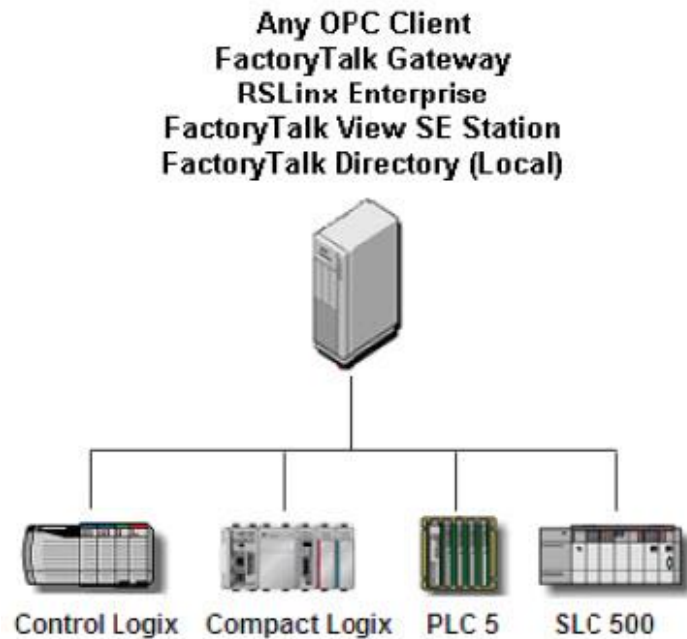 Any OPC Client
FactoryTalk Gateway
RSLinx Enterprise
FactoryTalk View SE Station
FactoryTalk Directory (Local)
Control Logix Compact Logix PLC 5 SLC 500